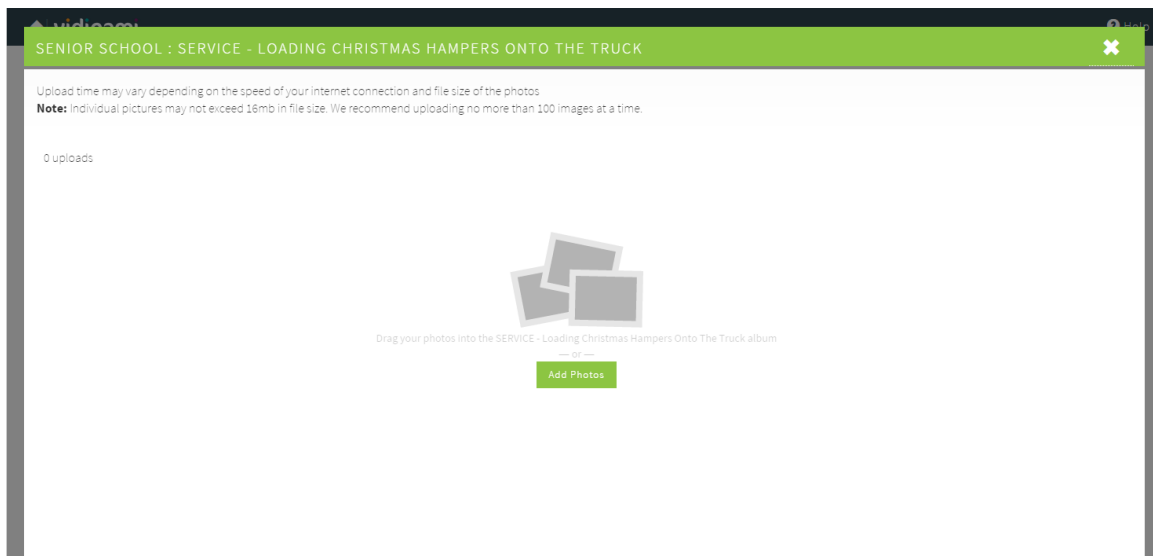 vidigami
Help
SENIOR SCHOOL : SERVICE - LOADING CHRISTMAS HAMPERS ONTO THE TRUCK
Upload time may vary depending on the speed of your internet connection and file size of the photos
Note: Individual pictures may not exceed 16mb in file size. We recommend uploading no more than 100 images at a time.
0 uploads
Drag your photos into the SERVICE - Loading Christmas Hampers Onto The Truck album
— or —
Add Photos